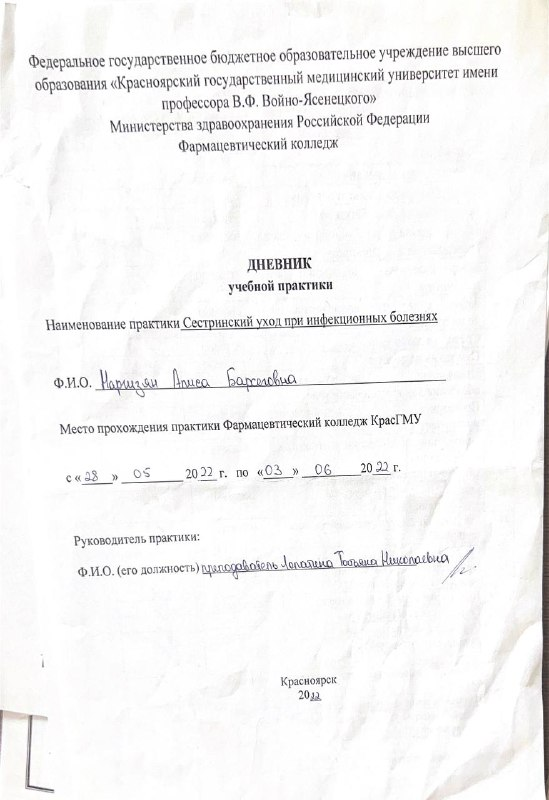 Федеральное государственное бюджетное образовательное учреждение высшего
образования «Красноярский государственный медицинский университет имени
профессора В.Ф. Войно-Ясенецкого»
Министерства здравоохранения Российской Федерации
Фармацевтический колледж
ДНЕВНИК
учебной практики
Наименование практики Сестринский уход при инфекционных болезнях
Ф.И.О. Алиса Барсеговна
Место прохождения практики Фармацевтический колледж КрасГМУ
с « 28 » 05 2022 г. по «03 » 06 2022 г.
Руководитель практики:
Ф.И.О. (его должность) преподаватель Лопатина Татьяна Николаевна
Красноярск
2022